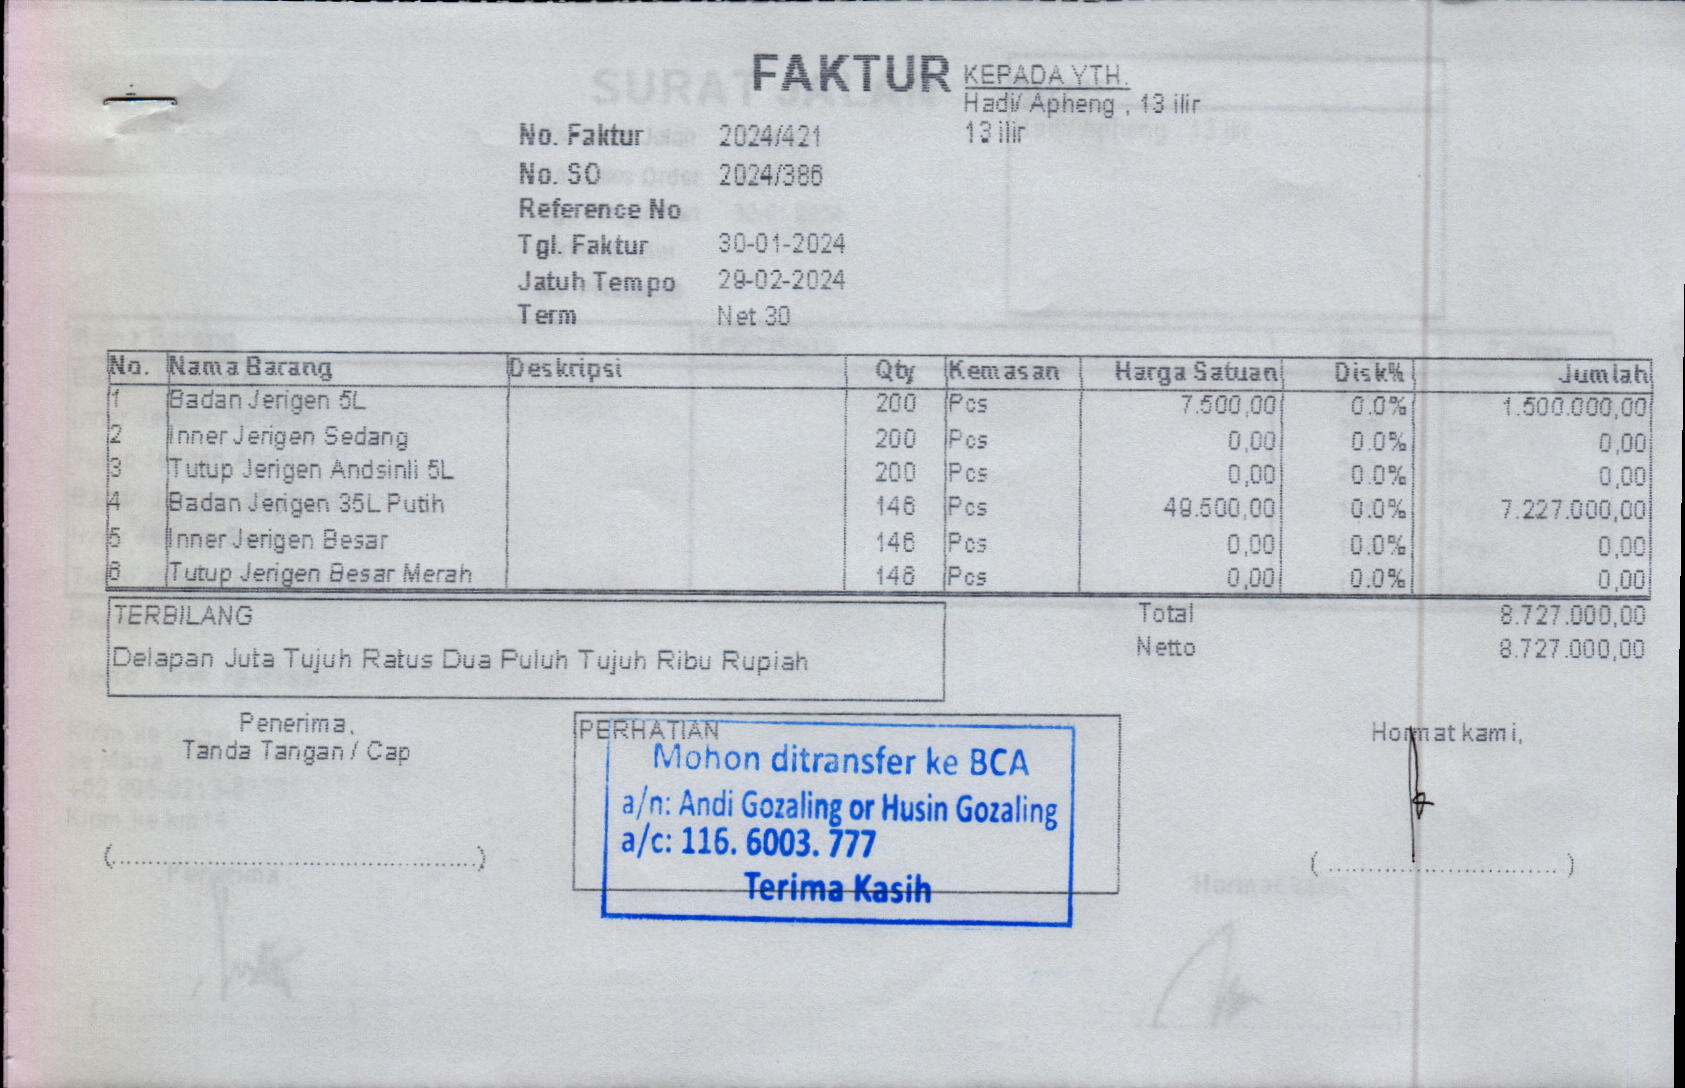 FAKTUR
KEPADA YTH.
Hadi/ Apheng , 13 ilir
13 ilir
No. Faktur 2024/421
No. SO 2024/386
Reference No
Tgl. Faktur 30-01-2024
Jatuh Tempo 29-02-2024
Term Net 30
No. Nama Barang Deskripsi Qty Kemasan Harga Satuan Disk% Jumlah
1 Badan Jerigen 5L 200 Pcs 7.500,00 0.0% 1.500.000,00
2 Inner Jerigen Sedang 200 Pcs 0,00 0.0% 0,00
3 Tutup Jerigen Andsinli 5L 200 Pcs 0,00 0.0% 0,00
4 Badan Jerigen 35L Putih 146 Pcs 49.500,00 0.0% 7.227.000,00
5 Inner Jerigen Besar 146 Pcs 0,00 0.0% 0,00
6 Tutup Jerigen Besar Merah 146 Pcs 0,00 0.0% 0,00
TERBILANG
Delapan Juta Tujuh Ratus Dua Puluh Tujuh Ribu Rupiah
Total 8.727.000,00
Netto 8.727.000,00
Penerima,
Tanda Tangan / Cap
(........................................)
PERHATIAN
Mohon ditransfer ke BCA
a/n: Andi Gozaling or Husin Gozaling
a/c: 116. 6003. 777
Terima Kasih
Hormat kami,
(............................)